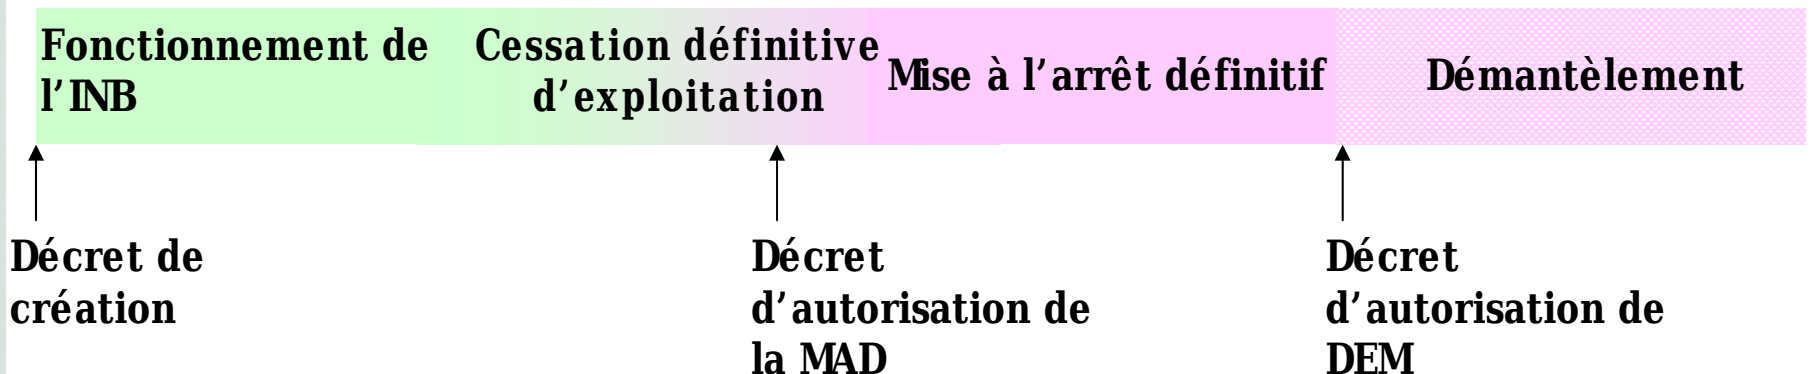 Fonctionnement de
l’INB
Cessation définitive
d’exploitation
Mise à l’arrêt définitif
Démantèlement
Décret de
création
Décret
d’autorisation de
la MAD
Décret
d’autorisation de
DEM